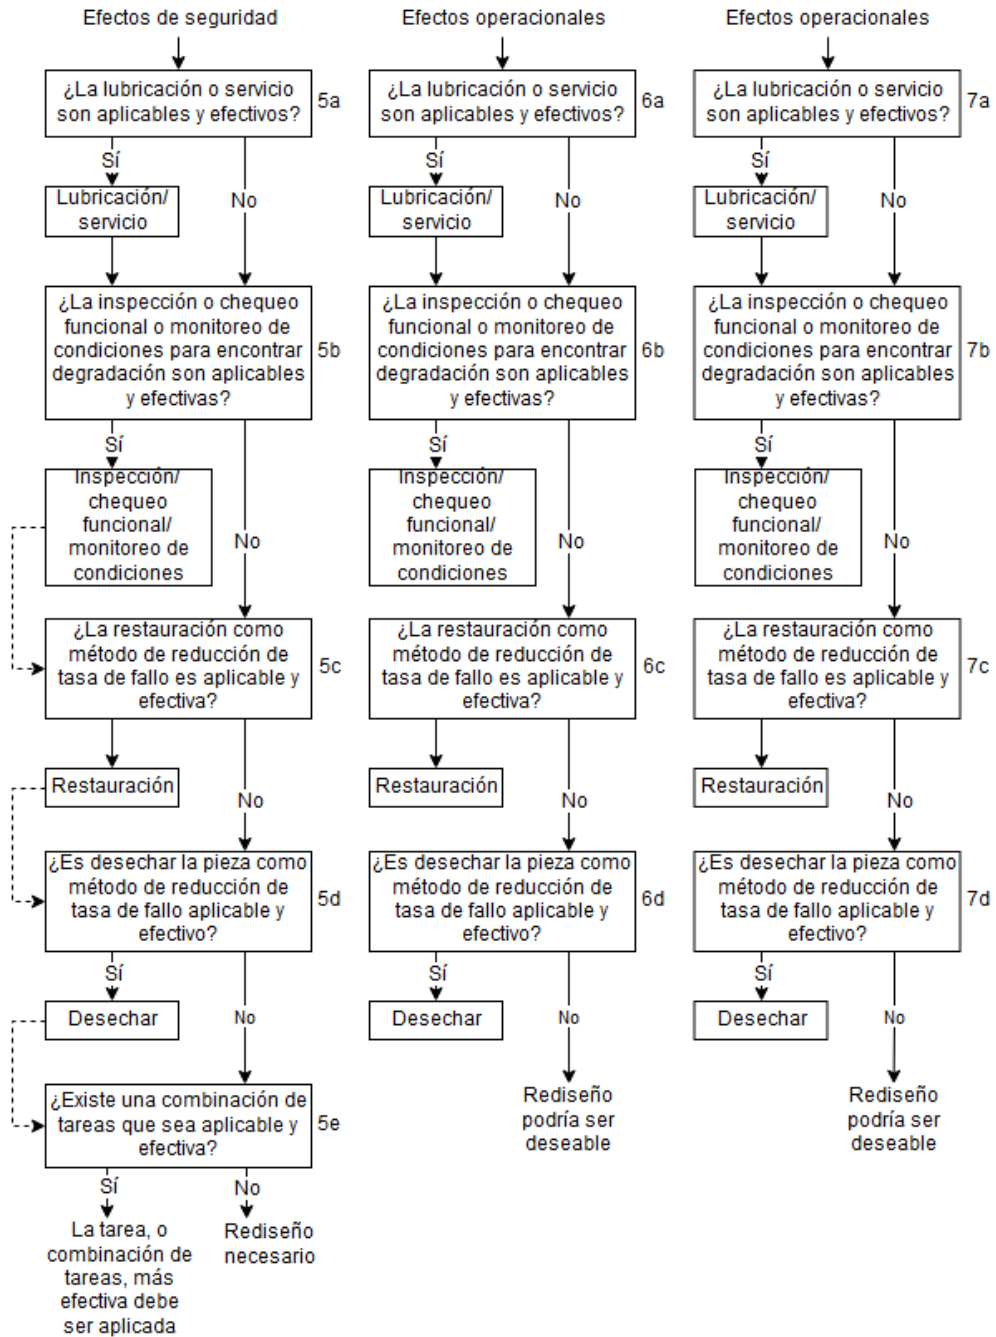 Efectos de seguridad
¿La lubricación o servicio
son aplicables y efectivos?
5a
Sí
No
Lubricación/
servicio
¿La inspección o chequeo
funcional o monitoreo de
condiciones para encontrar
degradación son aplicables
y efectivas?
5b
Sí
No
Inspección/
chequeo
funcional/
monitoreo de
condiciones
¿La restauración como
método de reducción de
tasa de fallo es aplicable y
efectiva?
5c
Restauración
No
¿Es desechar la pieza como
método de reducción de
tasa de fallo aplicable y
efectivo?
5d
Sí
No
Desechar
¿Existe una combinación de
tareas que sea aplicable y
efectiva?
5e
Sí
No
La tarea, o
combinación de
tareas, más
efectiva debe
ser aplicada
Rediseño
necesario
Efectos operacionales
¿La lubricación o servicio
son aplicables y efectivos?
6a
Sí
No
Lubricación/
servicio
¿La inspección o chequeo
funcional o monitoreo de
condiciones para encontrar
degradación son aplicables
y efectivas?
6b
Sí
No
Inspección/
chequeo
funcional/
monitoreo de
condiciones
¿La restauración como
método de reducción de
tasa de fallo es aplicable y
efectiva?
6c
Restauración
No
¿Es desechar la pieza como
método de reducción de
tasa de fallo aplicable y
efectivo?
6d
Sí
No
Desechar
Rediseño
podría ser
deseable
Efectos operacionales
¿La lubricación o servicio
son aplicables y efectivos?
7a
Sí
No
Lubricación/
servicio
¿La inspección o chequeo
funcional o monitoreo de
condiciones para encontrar
degradación son aplicables
y efectivas?
7b
Sí
No
Inspección/
chequeo
funcional/
monitoreo de
condiciones
¿La restauración como
método de reducción de
tasa de fallo es aplicable y
efectiva?
7c
Restauración
No
¿Es desechar la pieza como
método de reducción de
tasa de fallo aplicable y
efectivo?
7d
Sí
No
Desechar
Rediseño
podría ser
deseable